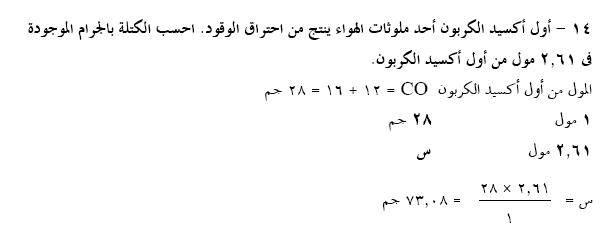 ١٤ – أول أكسيد الكربون أحد ملوثات الهواء ينتج من احتراق الوقود. احسب الكتلة بالجرام الموجودة
فى ٢,٦١ مول من أول أكسيد الكربون.
المول من أول أكسيد الكربون CO = ١٢ + ١٦ = ٢٨ جم
١ مول ٢٨ جم
٢,٦١ مول س
س = ٢,٦١ × ٢٨ = ٧٣,٠٨ جم
١